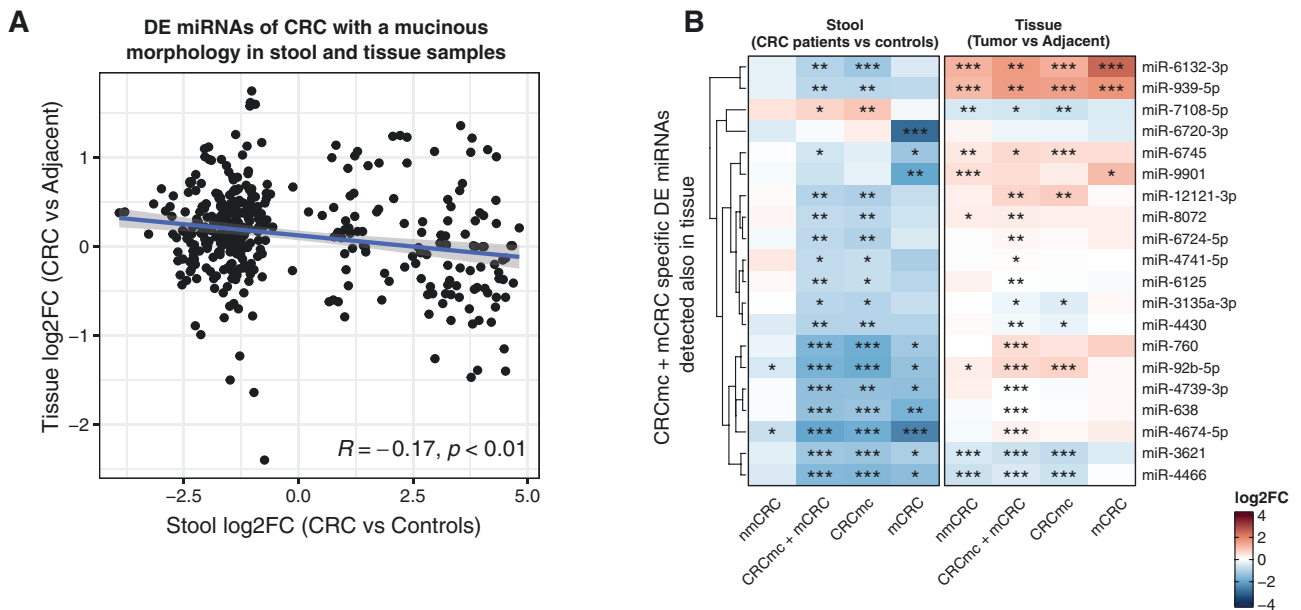 A
DE miRNAs of CRC with a mucinous
morphology in stool and tissue samples
Tissue log2FC (CRC vs Adjacent)
1
0
−1
−2
R = −0.17, p < 0.01
−2.5
0.0
2.5
5.0
Stool log2FC (CRC vs Controls)
B
Stool
(CRC patients vs controls)
Tissue
(Tumor vs Adjacent)
CRCmc + mCRC specific DE miRNAs
detected also in tissue
** *** *** ** *** *** miR-6132-3p
** ** *** ** *** *** miR-939-5p
* ** ** * ** miR-7108-5p
*** miR-6720-3p
* * ** * *** miR-6745
** *** * miR-9901
** ** ** ** miR-12121-3p
** ** * ** miR-8072
** ** ** miR-6724-5p
* * * miR-4741-5p
** * ** miR-6125
* * * * miR-3135a-3p
** ** ** * miR-4430
*** *** * *** miR-760
* *** *** * * *** *** miR-92b-5p
*** ** * *** miR-4739-3p
*** *** ** *** miR-638
* *** *** *** *** miR-4674-5p
*** *** * *** *** *** miR-3621
*** *** * *** *** *** miR-4466
nmCRC
CRCmc + mCRC
CRCmc
mCRC
nmCRC
CRCmc + mCRC
CRCmc
mCRC
log2FC
4
2
0
−2
−4